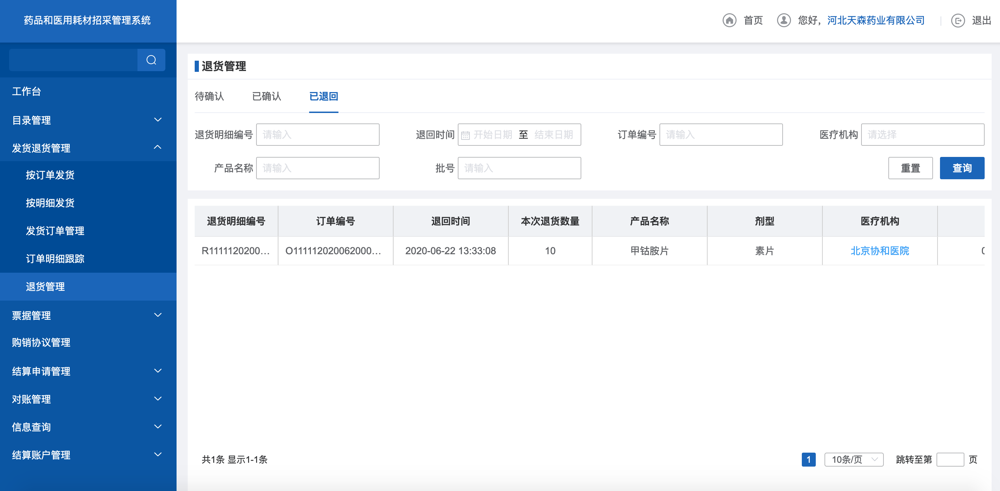 药品和医用耗材招采管理系统
首页 您好，河北天森药业有限公司 退出
工作台
目录管理
发货退货管理
按订单发货
按明细发货
发货订单管理
订单明细跟踪
退货管理
票据管理
购销协议管理
结算申请管理
对账管理
信息查询
结算账户管理
退货管理
待确认 已确认 已退回
退货明细编号 请输入 退回时间 开始日期 至 结束日期 订单编号 请输入 医疗机构 请选择
产品名称 请输入 批号 请输入 重置 查询
退货明细编号 订单编号 退回时间 本次退货数量 产品名称 剂型 医疗机构
R1111120200... O111112020062000... 2020-06-22 13:33:08 10 甲钴胺片 素片 北京协和医院
共1条 显示1-1条 1 10条/页 跳转至第 页